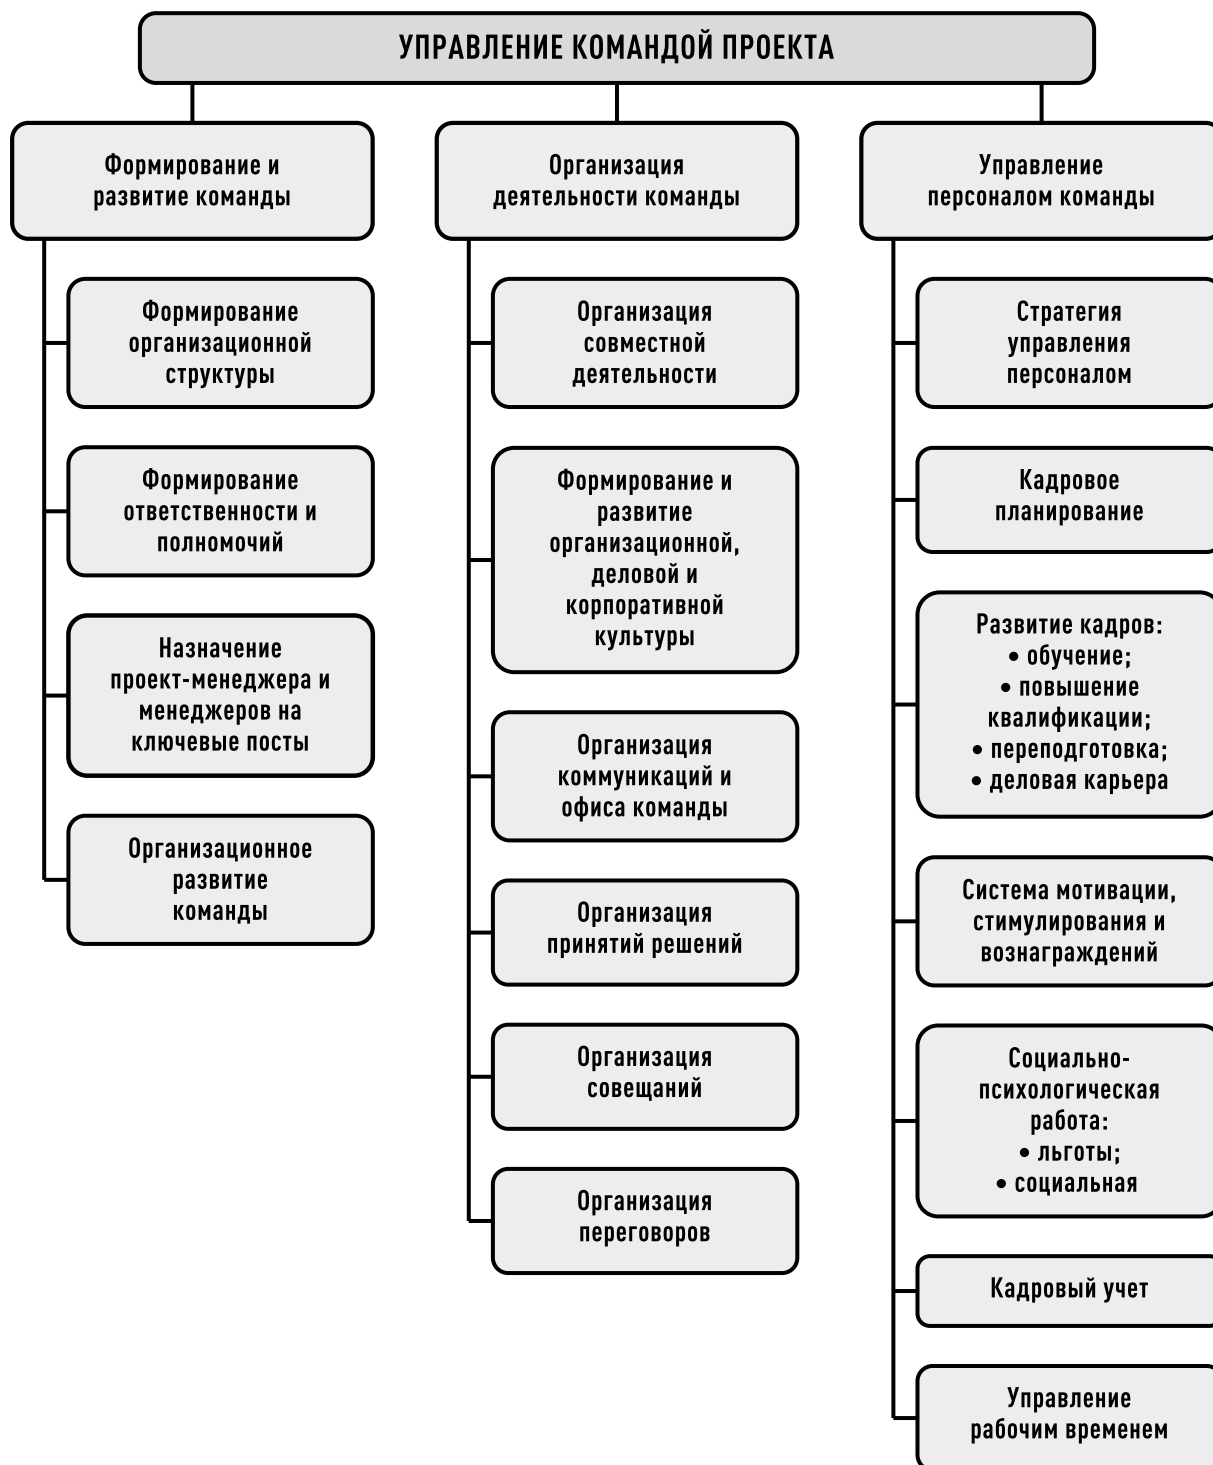 УПРАВЛЕНИЕ КОМАНДОЙ ПРОЕКТА
Формирование и
развитие команды
Формирование
организационной
структуры
Формирование
ответственности и
полномочий
Назначение
проект-менеджера и
менеджеров на
ключевые посты
Организационное
развитие
команды
Организация
деятельности команды
Организация
совместной
деятельности
Формирование и
развитие
организационной,
деловой и
корпоративной
культуры
Организация
коммуникаций и
офиса команды
Организация
принятий решений
Организация
совещаний
Организация
переговоров
Управление
персоналом команды
Стратегия
управления
персоналом
Кадровое
планирование
Развитие кадров:
• обучение;
• повышение
квалификации;
• переподготовка;
• деловая карьера
Система мотивации,
стимулирования и
вознаграждений
Социально-
психологическая
работа:
• льготы;
• социальная
Кадровый учет
Управление
рабочим временем